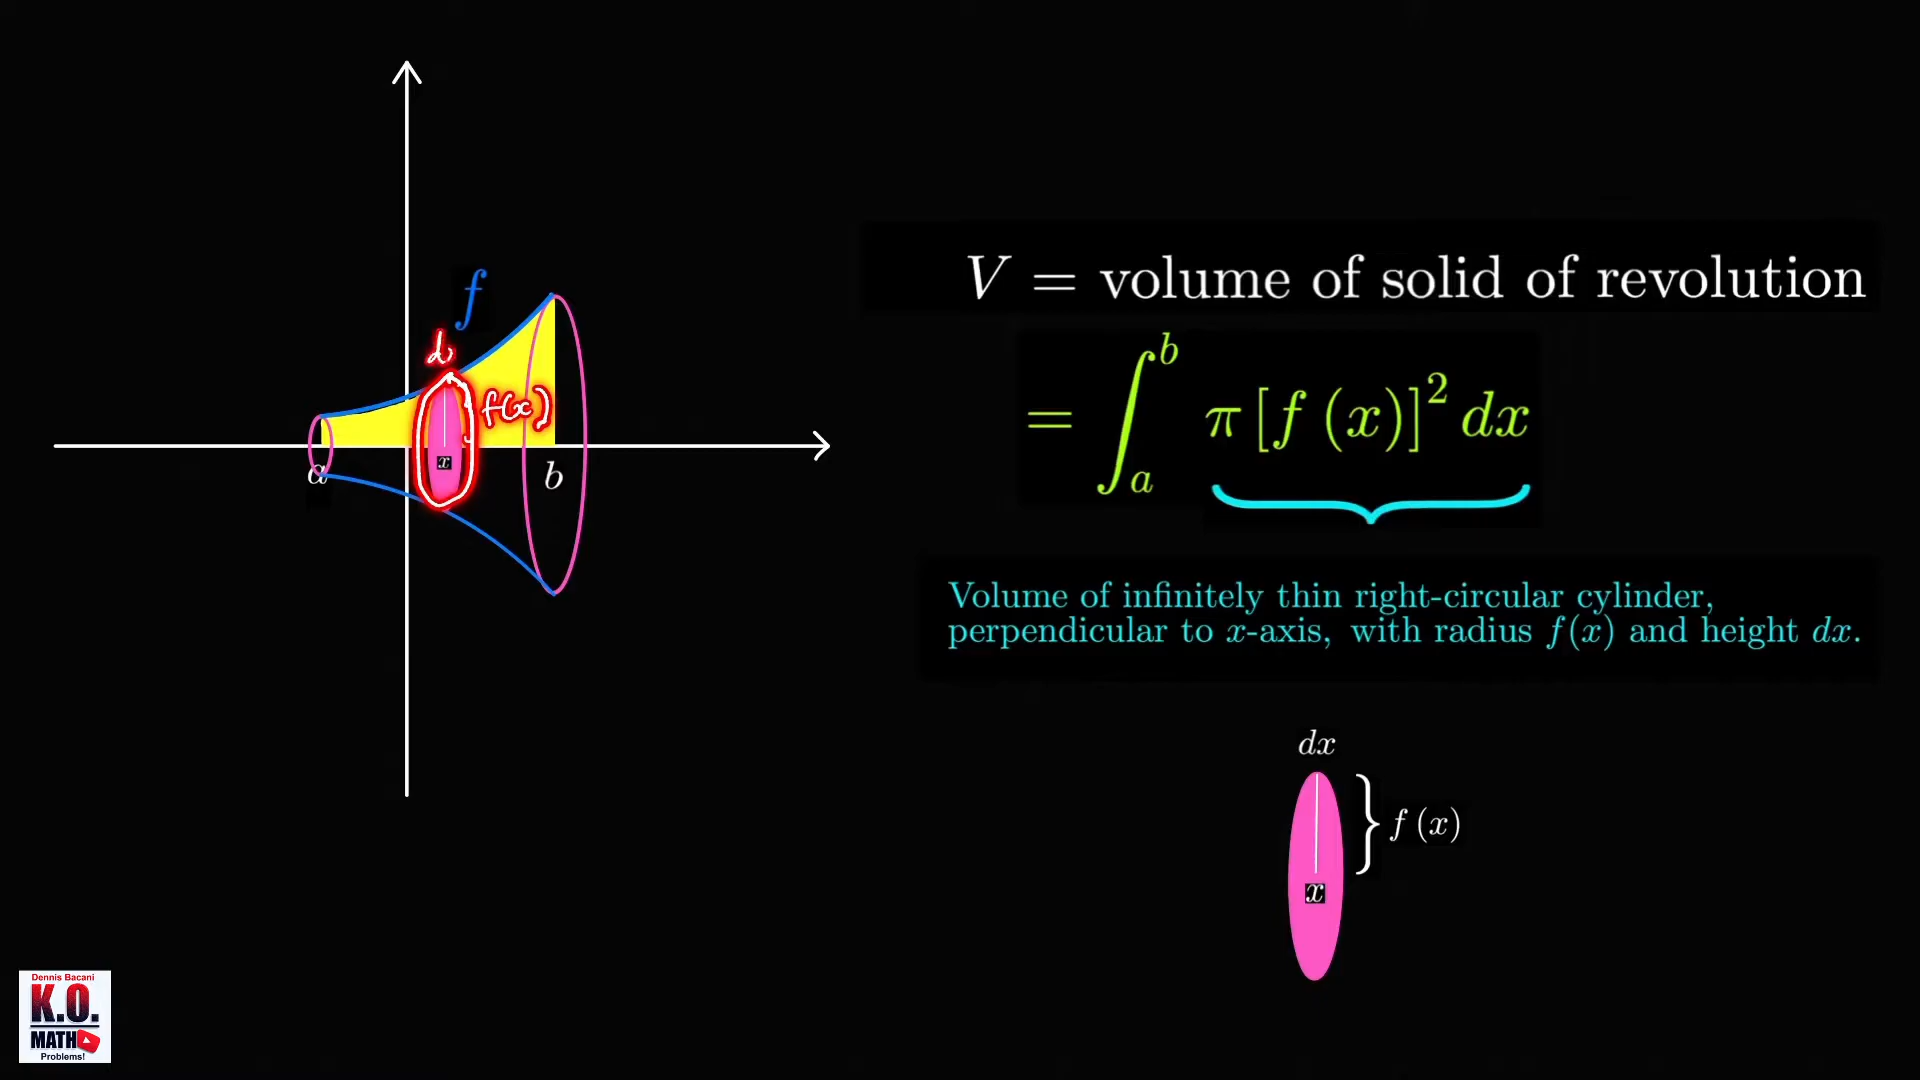 f
d
f(x)
x
a
b
V = volume of solid of revolution
= ∫_a^b π [f (x)]^2 dx
Volume of infinitely thin right-circular cylinder,
perpendicular to x-axis, with radius f(x) and height dx.
dx
f (x)
x
Dennis Bacani
K.O.
MATH
Problems!